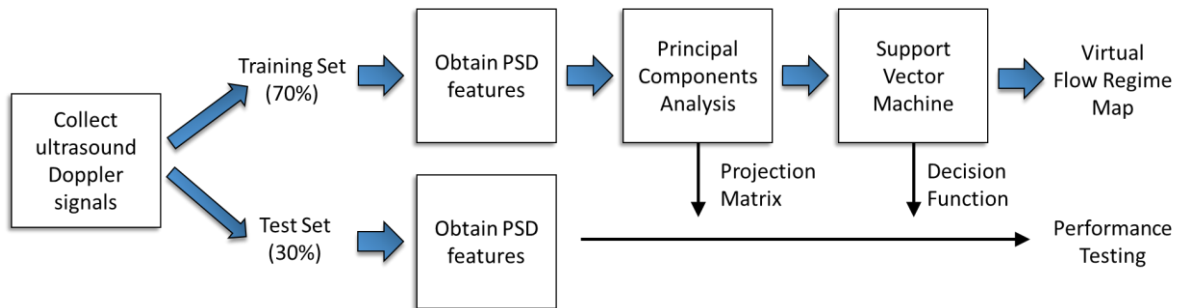 Collect
ultrasound
Doppler
signals
Training Set
(70%)
Obtain PSD
features
Principal
Components
Analysis
Support
Vector
Machine
Virtual
Flow Regime
Map
Projection
Matrix
Decision
Function
Test Set
(30%)
Obtain PSD
features
Performance
Testing